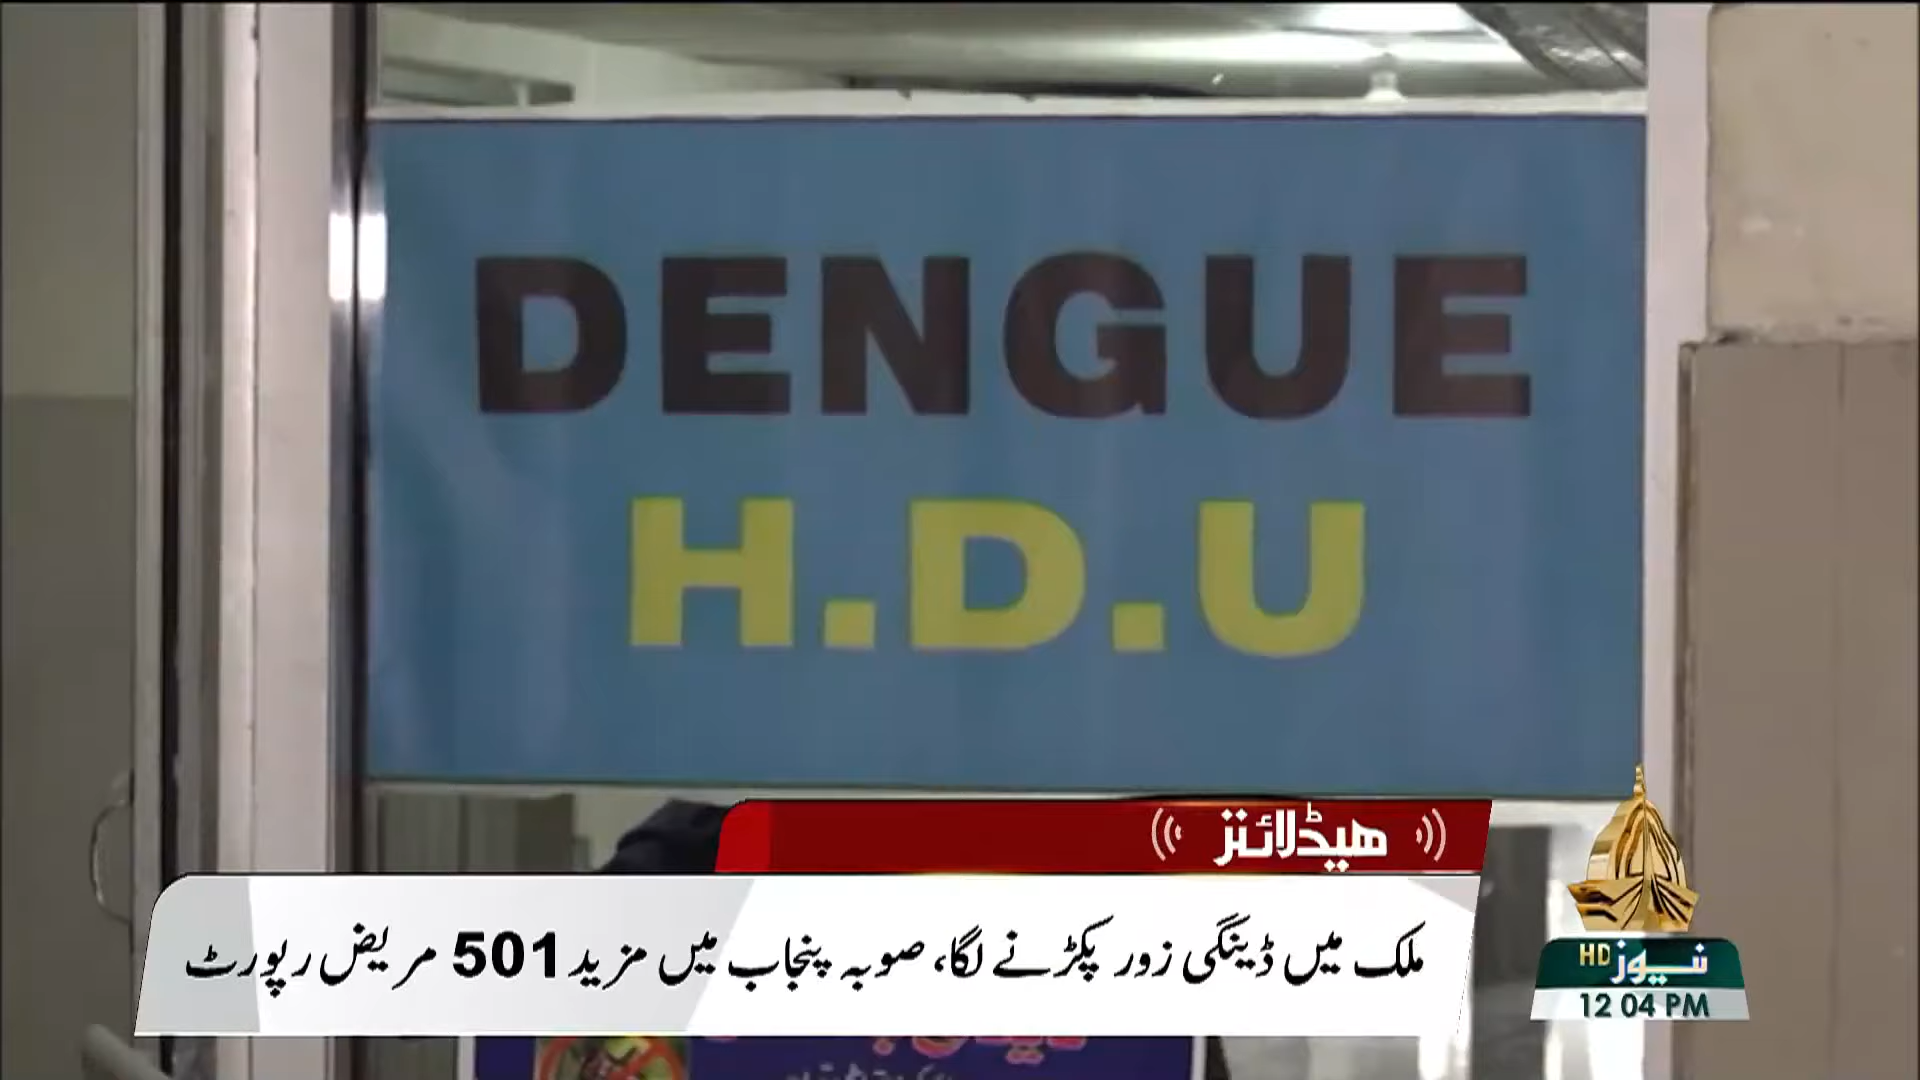 DENGUE
H.D.U
ہیڈلائنز
ملک میں ڈینگی زور پکڑنے لگا، صوبہ پنجاب میں مزید 501 مریض رپورٹ
نیوز HD
12 04 PM